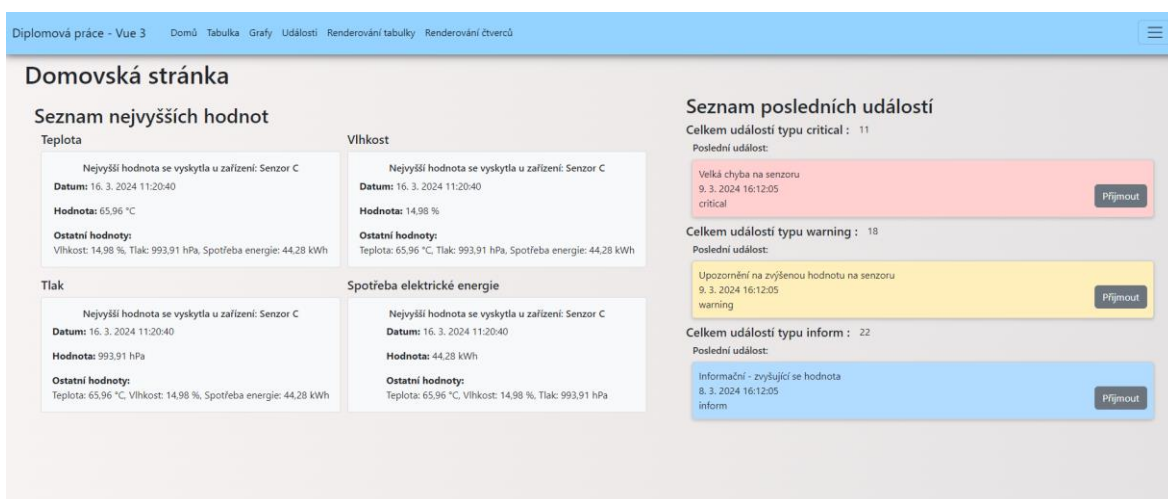 Diplomová práce - Vue 3 Domů Tabulka Grafy Události Renderování tabulky Renderování čtverců
Domovská stránka
Seznam nejvyšších hodnot
Teplota
Nejvyšší hodnota se vyskytla u zařízení: Senzor C
Datum: 16. 3. 2024 11:20:40
Hodnota: 65,96 °C
Ostatní hodnoty:
Vlhkost: 14,98 %, Tlak: 993,91 hPa, Spotřeba energie: 44,28 kWh
Vlhkost
Nejvyšší hodnota se vyskytla u zařízení: Senzor C
Datum: 16. 3. 2024 11:20:40
Hodnota: 14,98 %
Ostatní hodnoty:
Teplota: 65,96 °C, Tlak: 993,91 hPa, Spotřeba energie: 44,28 kWh
Tlak
Nejvyšší hodnota se vyskytla u zařízení: Senzor C
Datum: 16. 3. 2024 11:20:40
Hodnota: 993,91 hPa
Ostatní hodnoty:
Teplota: 65,96 °C, Vlhkost: 14,98 %, Spotřeba energie: 44,28 kWh
Spotřeba elektrické energie
Nejvyšší hodnota se vyskytla u zařízení: Senzor C
Datum: 16. 3. 2024 11:20:40
Hodnota: 44,28 kWh
Ostatní hodnoty:
Teplota: 65,96 °C, Vlhkost: 14,98 %, Tlak: 993,91 hPa
Seznam posledních událostí
Celkem událostí typu critical : 11
Poslední událost:
Velká chyba na senzoru
9. 3. 2024 16:12:05
critical
Přijmout
Celkem událostí typu warning : 18
Poslední událost:
Upozornění na zvýšenou hodnotu na senzoru
9. 3. 2024 16:12:05
warning
Přijmout
Celkem událostí typu inform : 22
Poslední událost:
Informační - zvyšující se hodnota
8. 3. 2024 16:12:05
inform
Přijmout